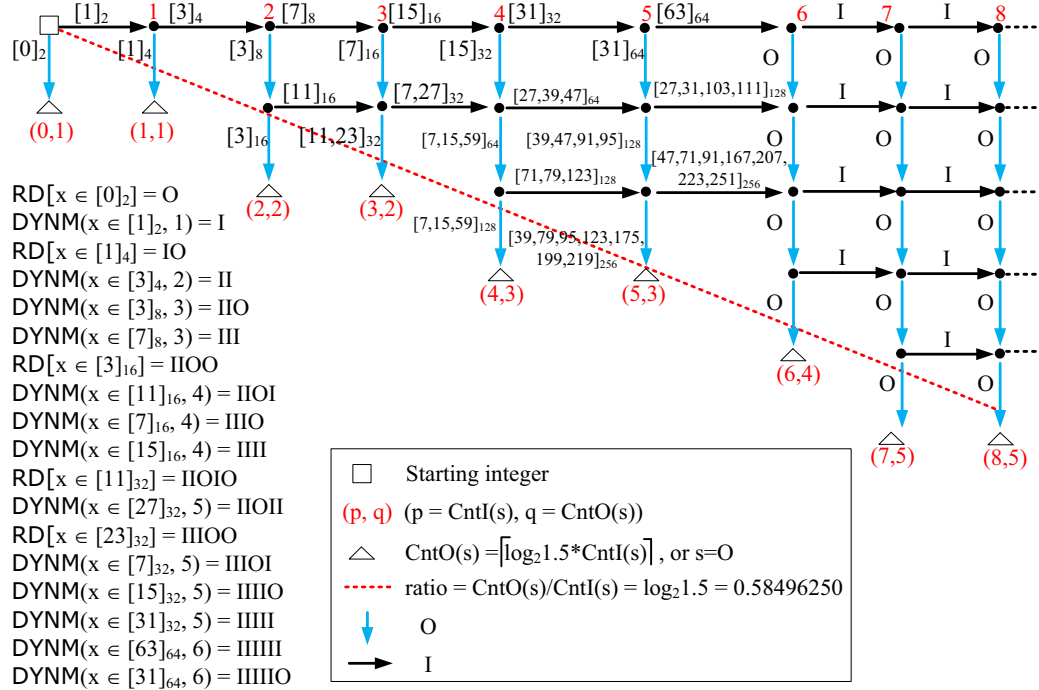 1 2 3 4 5 6 7 8
[1]₂ [3]₄ [7]₈ [15]₁₆ [31]₃₂ [63]₆₄ I I
[0]₂ [1]₄ [3]₈ [7]₁₆ [15]₃₂ [31]₆₄ O O O
[11]₁₆ [7,27]₃₂ [27,39,47]₆₄ [27,31,103,111]₁₂₈ I I
(0,1) (1,1)
[3]₁₆ [11,23]₃₂ [7,15,59]₆₄ [39,47,91,95]₁₂₈ O O O
[71,79,123]₁₂₈ [47,71,91,167,207,
223,251]₂₅₆ I I
(2,2) (3,2)
[7,15,59]₁₂₈ [39,79,95,123,175,
199,219]₂₅₆ O O O
I I
(4,3) (5,3)
O O O
I
(6,4)
O O
(7,5) (8,5)
RD[x ∈ [0]₂] = O
DYNM(x ∈ [1]₂, 1) = I
RD[x ∈ [1]₄] = IO
DYNM(x ∈ [3]₄, 2) = II
DYNM(x ∈ [3]₈, 3) = IIO
DYNM(x ∈ [7]₈, 3) = III
RD[x ∈ [3]₁₆] = IIOO
DYNM(x ∈ [11]₁₆, 4) = IIOI
DYNM(x ∈ [7]₁₆, 4) = IIIO
DYNM(x ∈ [15]₁₆, 4) = IIII
RD[x ∈ [11]₃₂] = IIOIO
DYNM(x ∈ [27]₃₂, 5) = IIOII
RD[x ∈ [23]₃₂] = IIIOO
DYNM(x ∈ [7]₃₂, 5) = IIIOI
DYNM(x ∈ [15]₃₂, 5) = IIIIO
DYNM(x ∈ [31]₃₂, 5) = IIIII
DYNM(x ∈ [63]₆₄, 6) = IIIIII
DYNM(x ∈ [31]₆₄, 6) = IIIIIO
Starting integer
(p, q) (p = CntI(s), q = CntO(s))
CntO(s) =⌈log₂1.5*CntI(s)⌉ , or s=O
ratio = CntO(s)/CntI(s) = log₂1.5 = 0.58496250
O
I